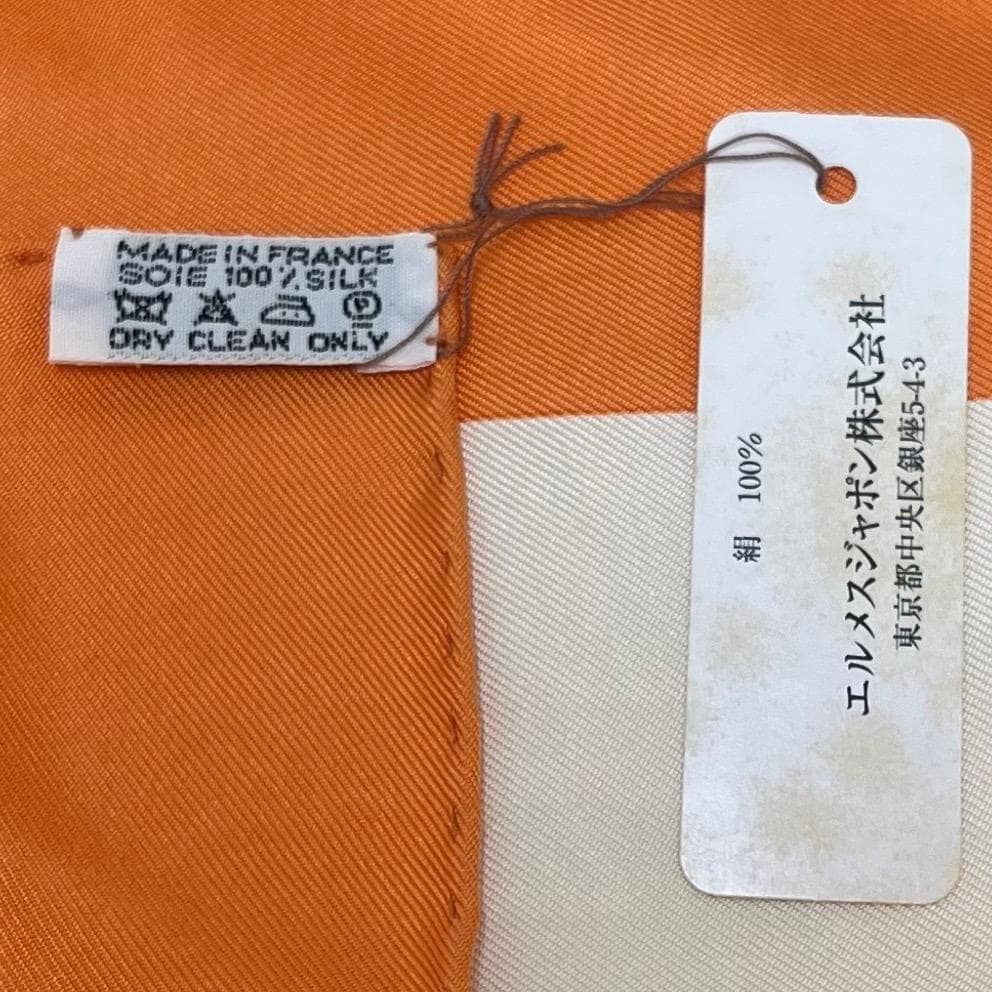 MADE IN FRANCE
SOIE 100% SILK
DRY CLEAN ONLY
絹 100%
エルメスジャポン株式会社
東京都中央区銀座5-4-3